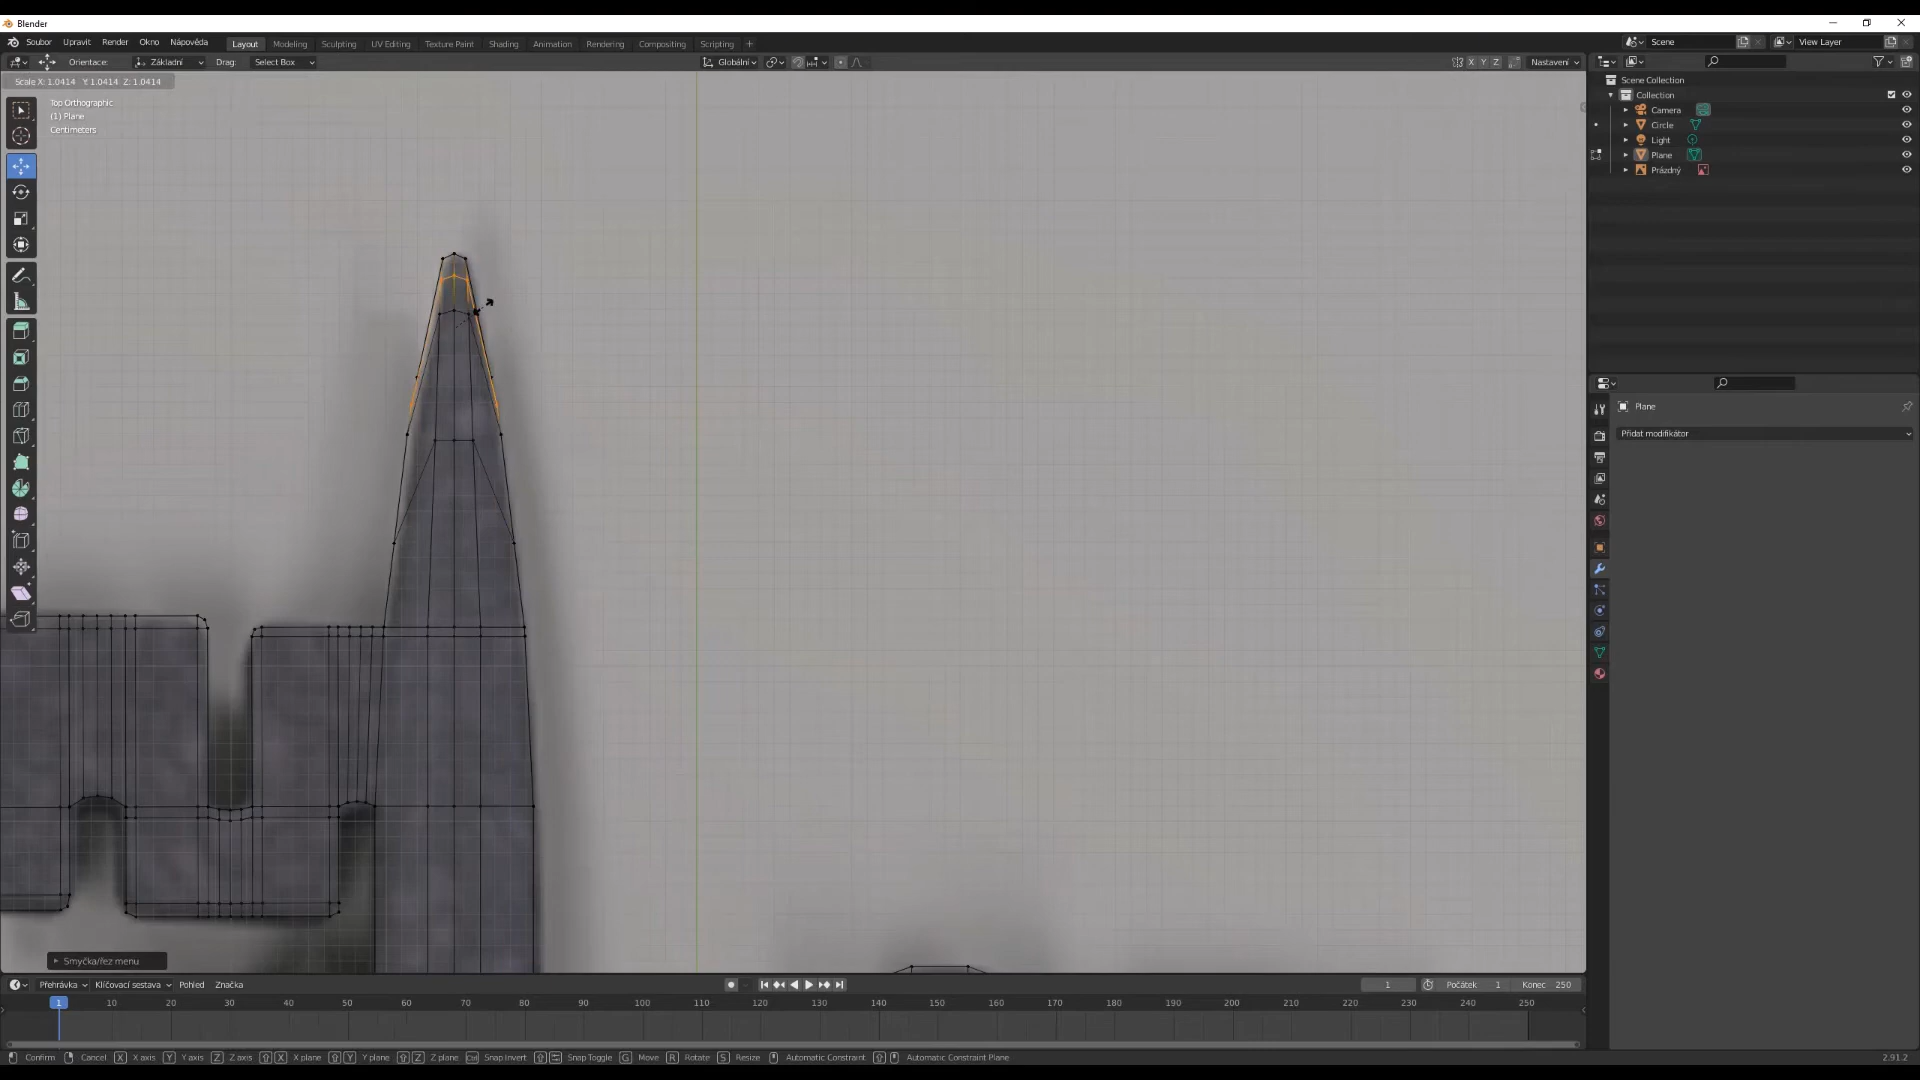 Blender
Soubor Upravit Render Okno Nápověda Layout Modeling Sculpting UV Editing Texture Paint Shading Animation Rendering Compositing Scripting + Scene View Layer
Orientace: Základní Drag: Select Box Globální X Y Z Nastavení
Scale X: 1.0414 Y: 1.0414 Z: 1.0414
Top Orthographic
(1) Plane
Centimeters
Scene Collection
Collection
Camera
Circle
Light
Plane
Prázdný
Plane
Přidat modifikátor
Smyčka/řez menu
Přehrávka Klíčovací sestava Pohled Značka 1 Počátek 1 Konec 250
1 10 20 30 40 50 60 70 80 90 100 110 120 130 140 150 160 170 180 190 200 210 220 230 240 250
Confirm Cancel X X axis Y Y axis Z Z axis X X plane Y Y plane Z Z plane Ctrl Snap Invert Snap Toggle G Move R Rotate S Resize Automatic Constraint Automatic Constraint Plane 2.91.2